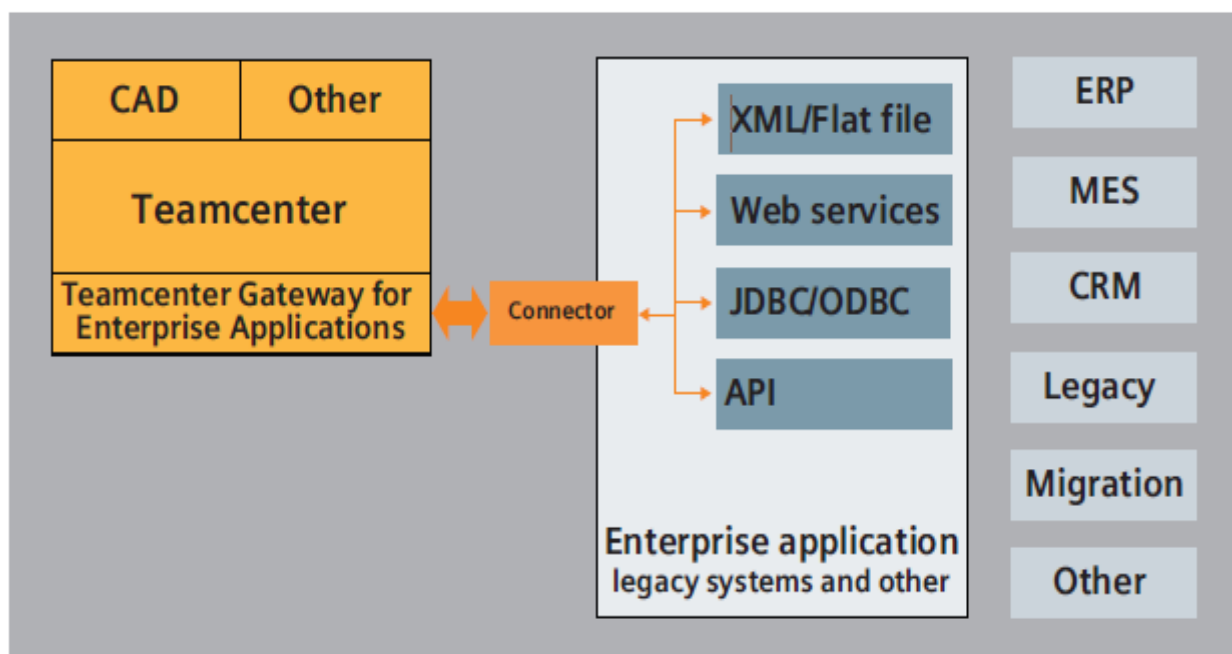 CAD
Other
Teamcenter
Teamcenter Gateway for
Enterprise Applications
Connector
XML/Flat file
Web services
JDBC/ODBC
API
Enterprise application
legacy systems and other
ERP
MES
CRM
Legacy
Migration
Other